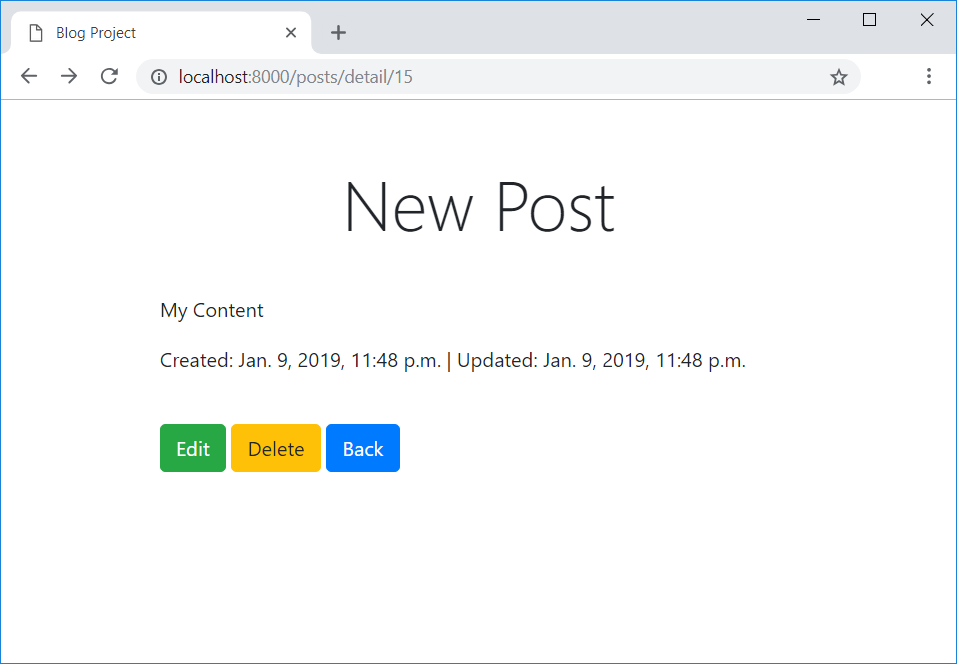 Blog Project
localhost:8000/posts/detail/15
New Post
My Content
Created: Jan. 9, 2019, 11:48 p.m. | Updated: Jan. 9, 2019, 11:48 p.m.
Edit Delete Back